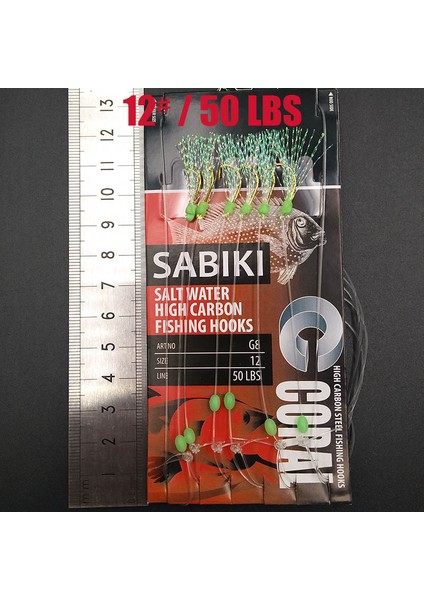 12# / 50 LBS
SABIKI
SALT WATER
HIGH CARBON
FISHING HOOKS
ART NO G8
SIZE 12
LINE 50 LBS
CORAL
HIGH CARBON STEEL FISHING HOOKS
13
12
11
10
9
8
7
6
5
4
3
2
1
mm